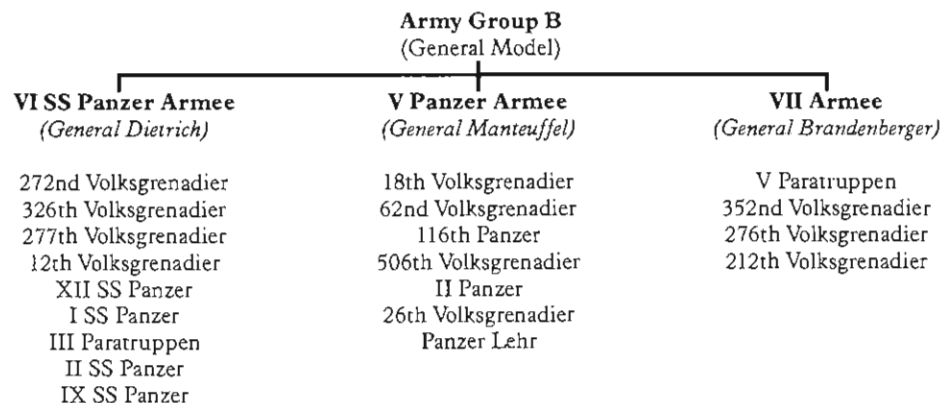 Army Group B
(General Model)
VI SS Panzer Armee
(General Dietrich)
272nd Volksgrenadier
326th Volksgrenadier
277th Volksgrenadier
12th Volksgrenadier
XII SS Panzer
I SS Panzer
III Paratruppen
II SS Panzer
IX SS Panzer
V Panzer Armee
(General Manteuffel)
18th Volksgrenadier
62nd Volksgrenadier
116th Panzer
506th Volksgrenadier
II Panzer
26th Volksgrenadier
Panzer Lehr
VII Armee
(General Brandenberger)
V Paratruppen
352nd Volksgrenadier
276th Volksgrenadier
212th Volksgrenadier